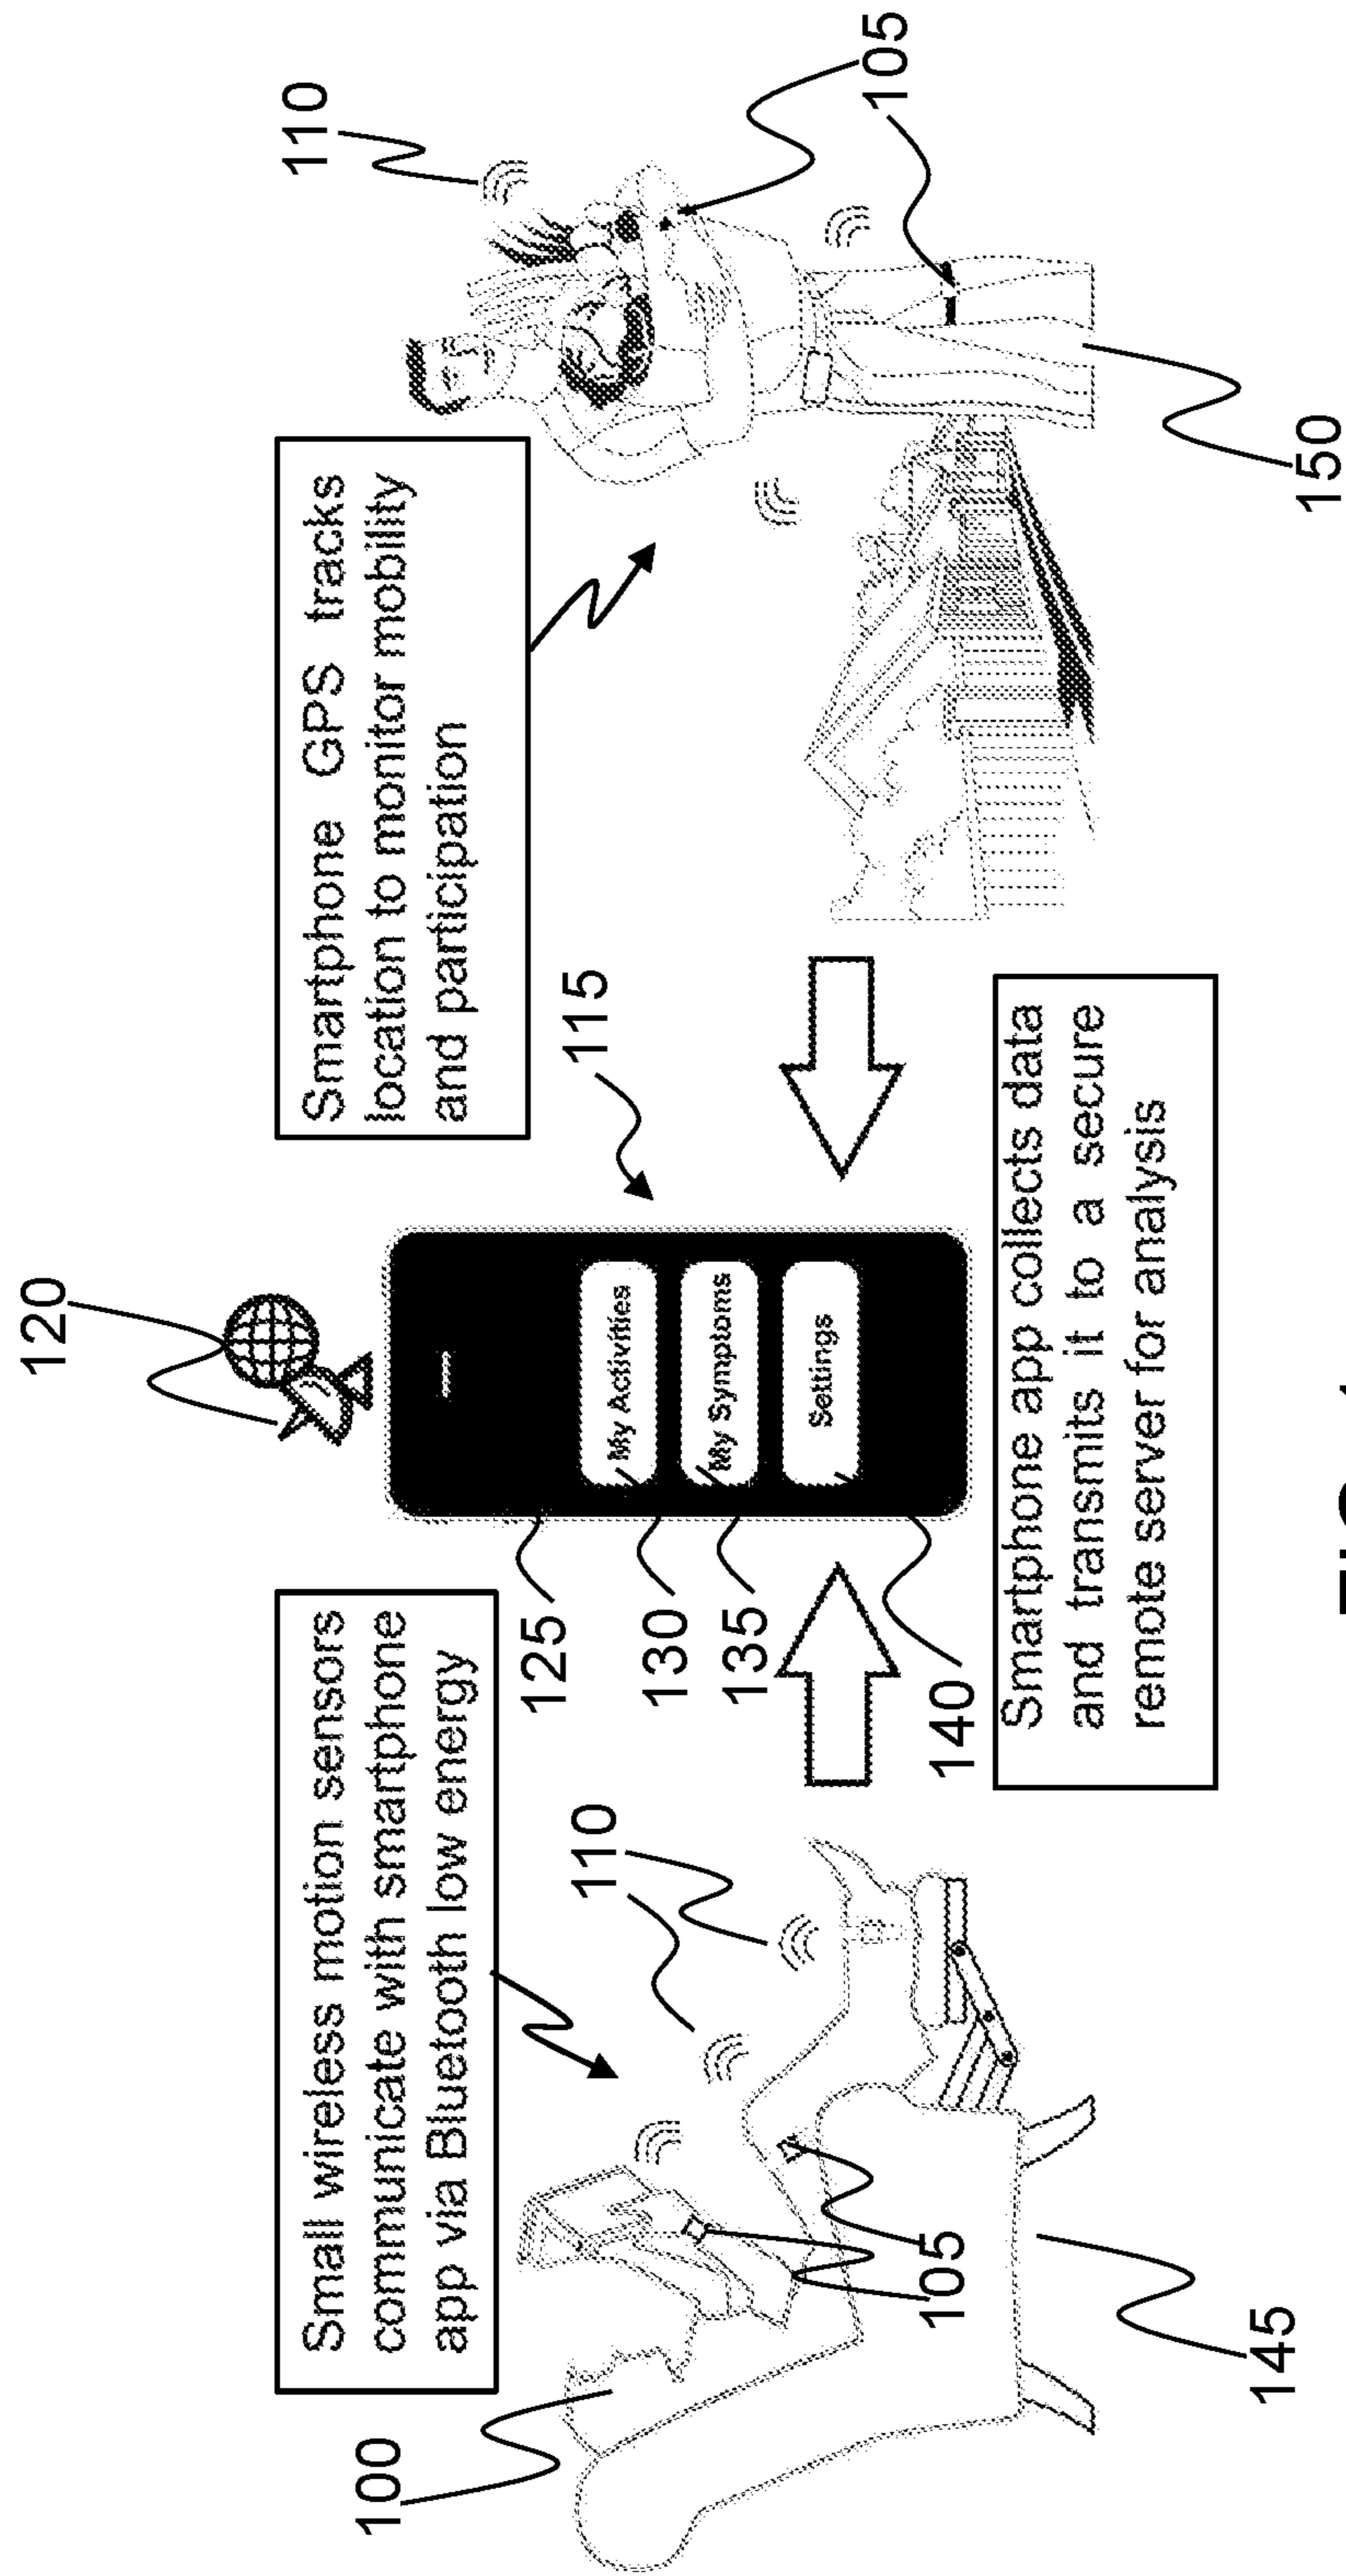 120
110
Small wireless motion sensors
communicate with smartphone
app via Bluetooth low energy
Smartphone GPS tracks
location to monitor mobility
and participation
100
110
125
130
135
140
115
My Activities
My Symptoms
Settings
105
105
145
150
Smartphone app collects data
and transmits it to a secure
remote server for analysis
FIG.